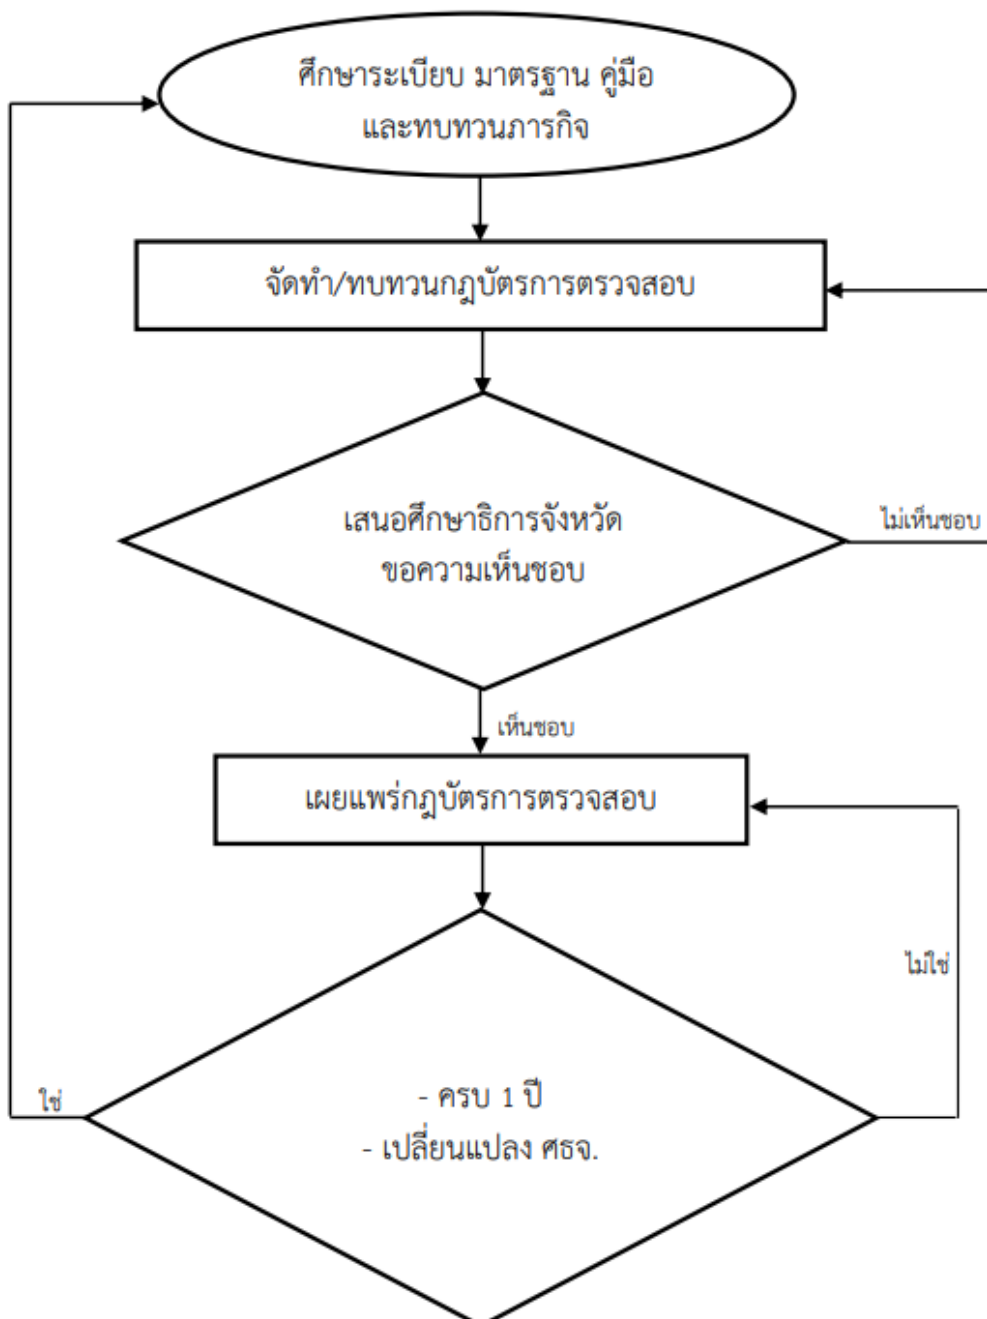 ศึกษาระเบียบ มาตรฐาน คู่มือ
และทบทวนภารกิจ
จัดทำ/ทบทวนกฎบัตรการตรวจสอบ
เสนอศึกษาธิการจังหวัด
ขอความเห็นชอบ
ไม่เห็นชอบ
เห็นชอบ
เผยแพร่กฎบัตรการตรวจสอบ
ไม่ใช่
ใช่
- ครบ 1 ปี
- เปลี่ยนแปลง ศธจ.